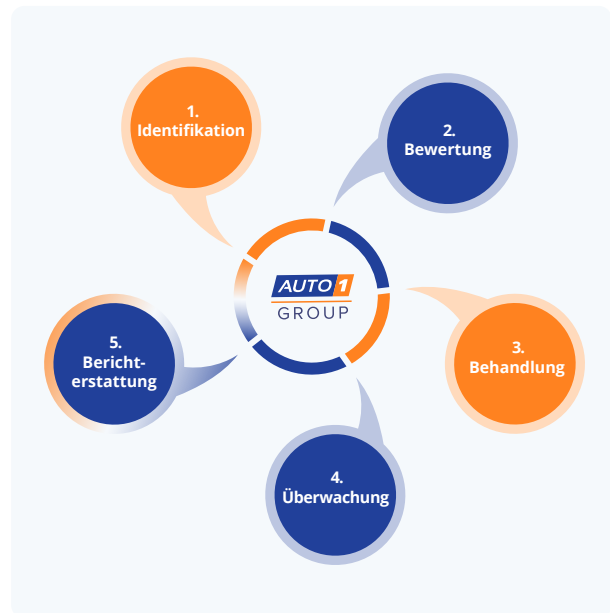 1.
Identifikation
2.
Bewertung
AUTO1
GROUP
3.
Behandlung
5.
Bericht-
erstattung
4.
Überwachung